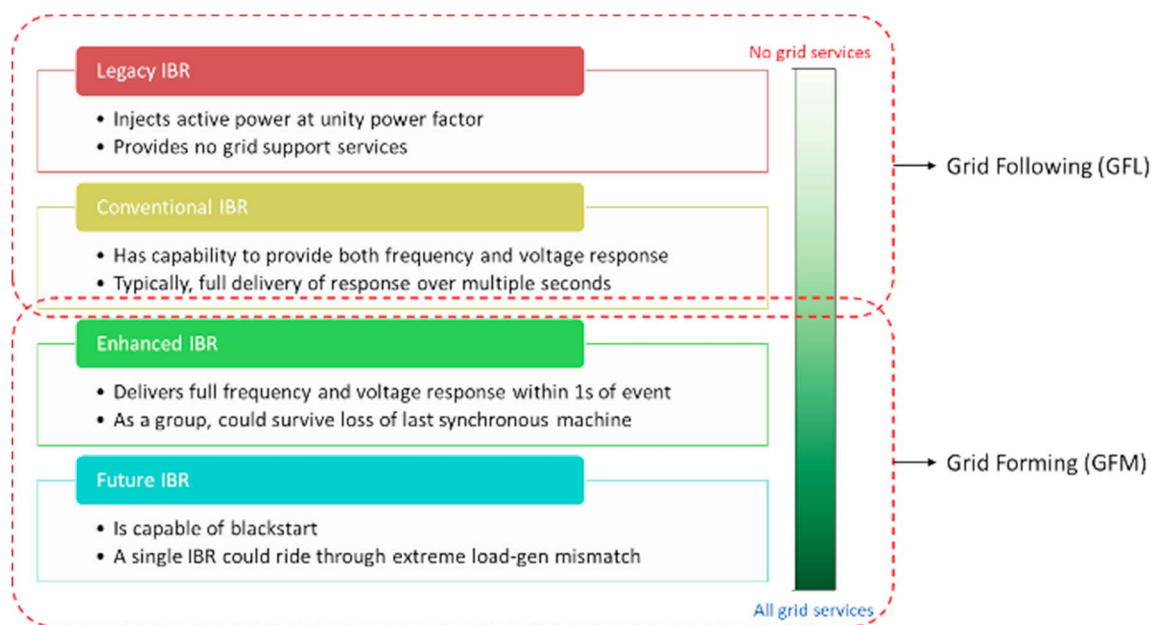 No grid services
Legacy IBR
• Injects active power at unity power factor
• Provides no grid support services
Grid Following (GFL)
Conventional IBR
• Has capability to provide both frequency and voltage response
• Typically, full delivery of response over multiple seconds
Enhanced IBR
• Delivers full frequency and voltage response within 1s of event
• As a group, could survive loss of last synchronous machine
Grid Forming (GFM)
Future IBR
• Is capable of blackstart
• A single IBR could ride through extreme load-gen mismatch
All grid services